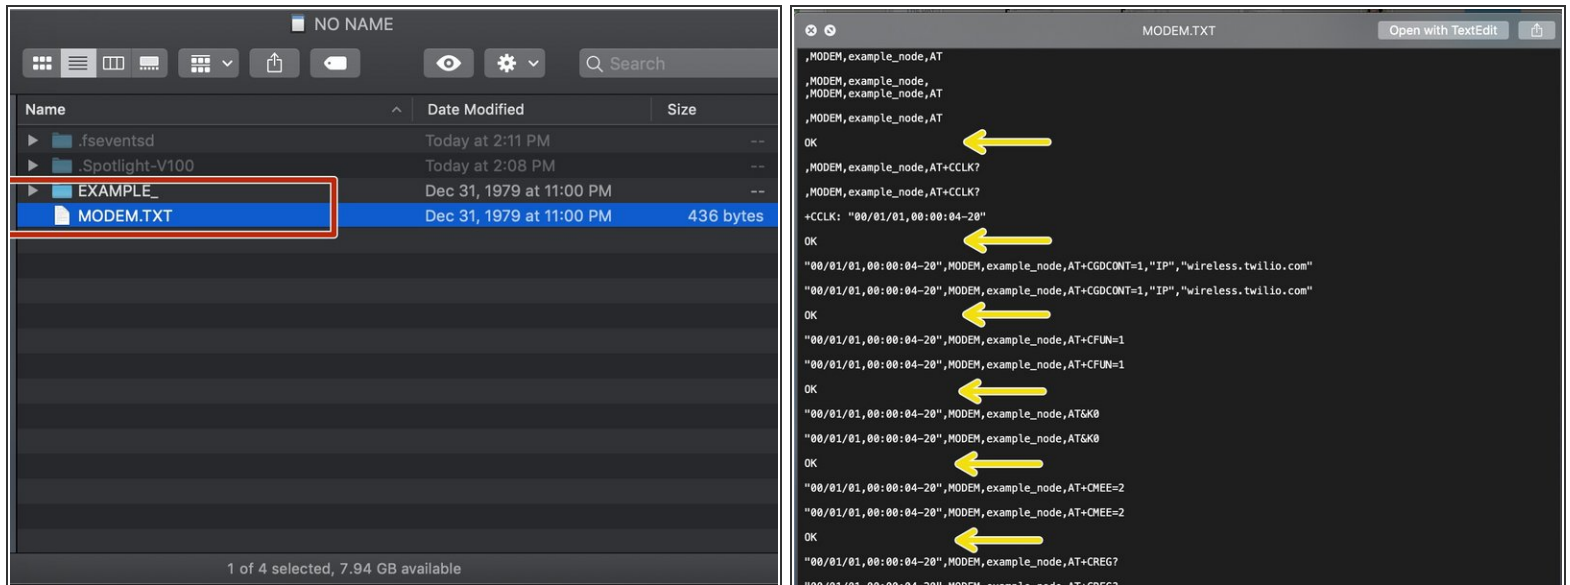 NO NAME
Search
Name
Date Modified
Size
.fseventsd
Today at 2:11 PM
--
.Spotlight-V100
Today at 2:08 PM
--
EXAMPLE_
Dec 31, 1979 at 11:00 PM
--
MODEM.TXT
Dec 31, 1979 at 11:00 PM
436 bytes
1 of 4 selected, 7.94 GB available
MODEM.TXT
Open with TextEdit
,MODEM,example_node,AT
,MODEM,example_node,
,MODEM,example_node,AT
,MODEM,example_node,AT
OK
,MODEM,example_node,AT+CCLK?
,MODEM,example_node,AT+CCLK?
+CCLK: "00/01/01,00:00:04-20"
OK
"00/01/01,00:00:04-20",MODEM,example_node,AT+CGDCONT=1,"IP","wireless.twilio.com"
"00/01/01,00:00:04-20",MODEM,example_node,AT+CGDCONT=1,"IP","wireless.twilio.com"
OK
"00/01/01,00:00:04-20",MODEM,example_node,AT+CFUN=1
"00/01/01,00:00:04-20",MODEM,example_node,AT+CFUN=1
OK
"00/01/01,00:00:04-20",MODEM,example_node,AT&K0
"00/01/01,00:00:04-20",MODEM,example_node,AT&K0
OK
"00/01/01,00:00:04-20",MODEM,example_node,AT+CMEE=2
"00/01/01,00:00:04-20",MODEM,example_node,AT+CMEE=2
OK
"00/01/01,00:00:04-20",MODEM,example_node,AT+CREG?